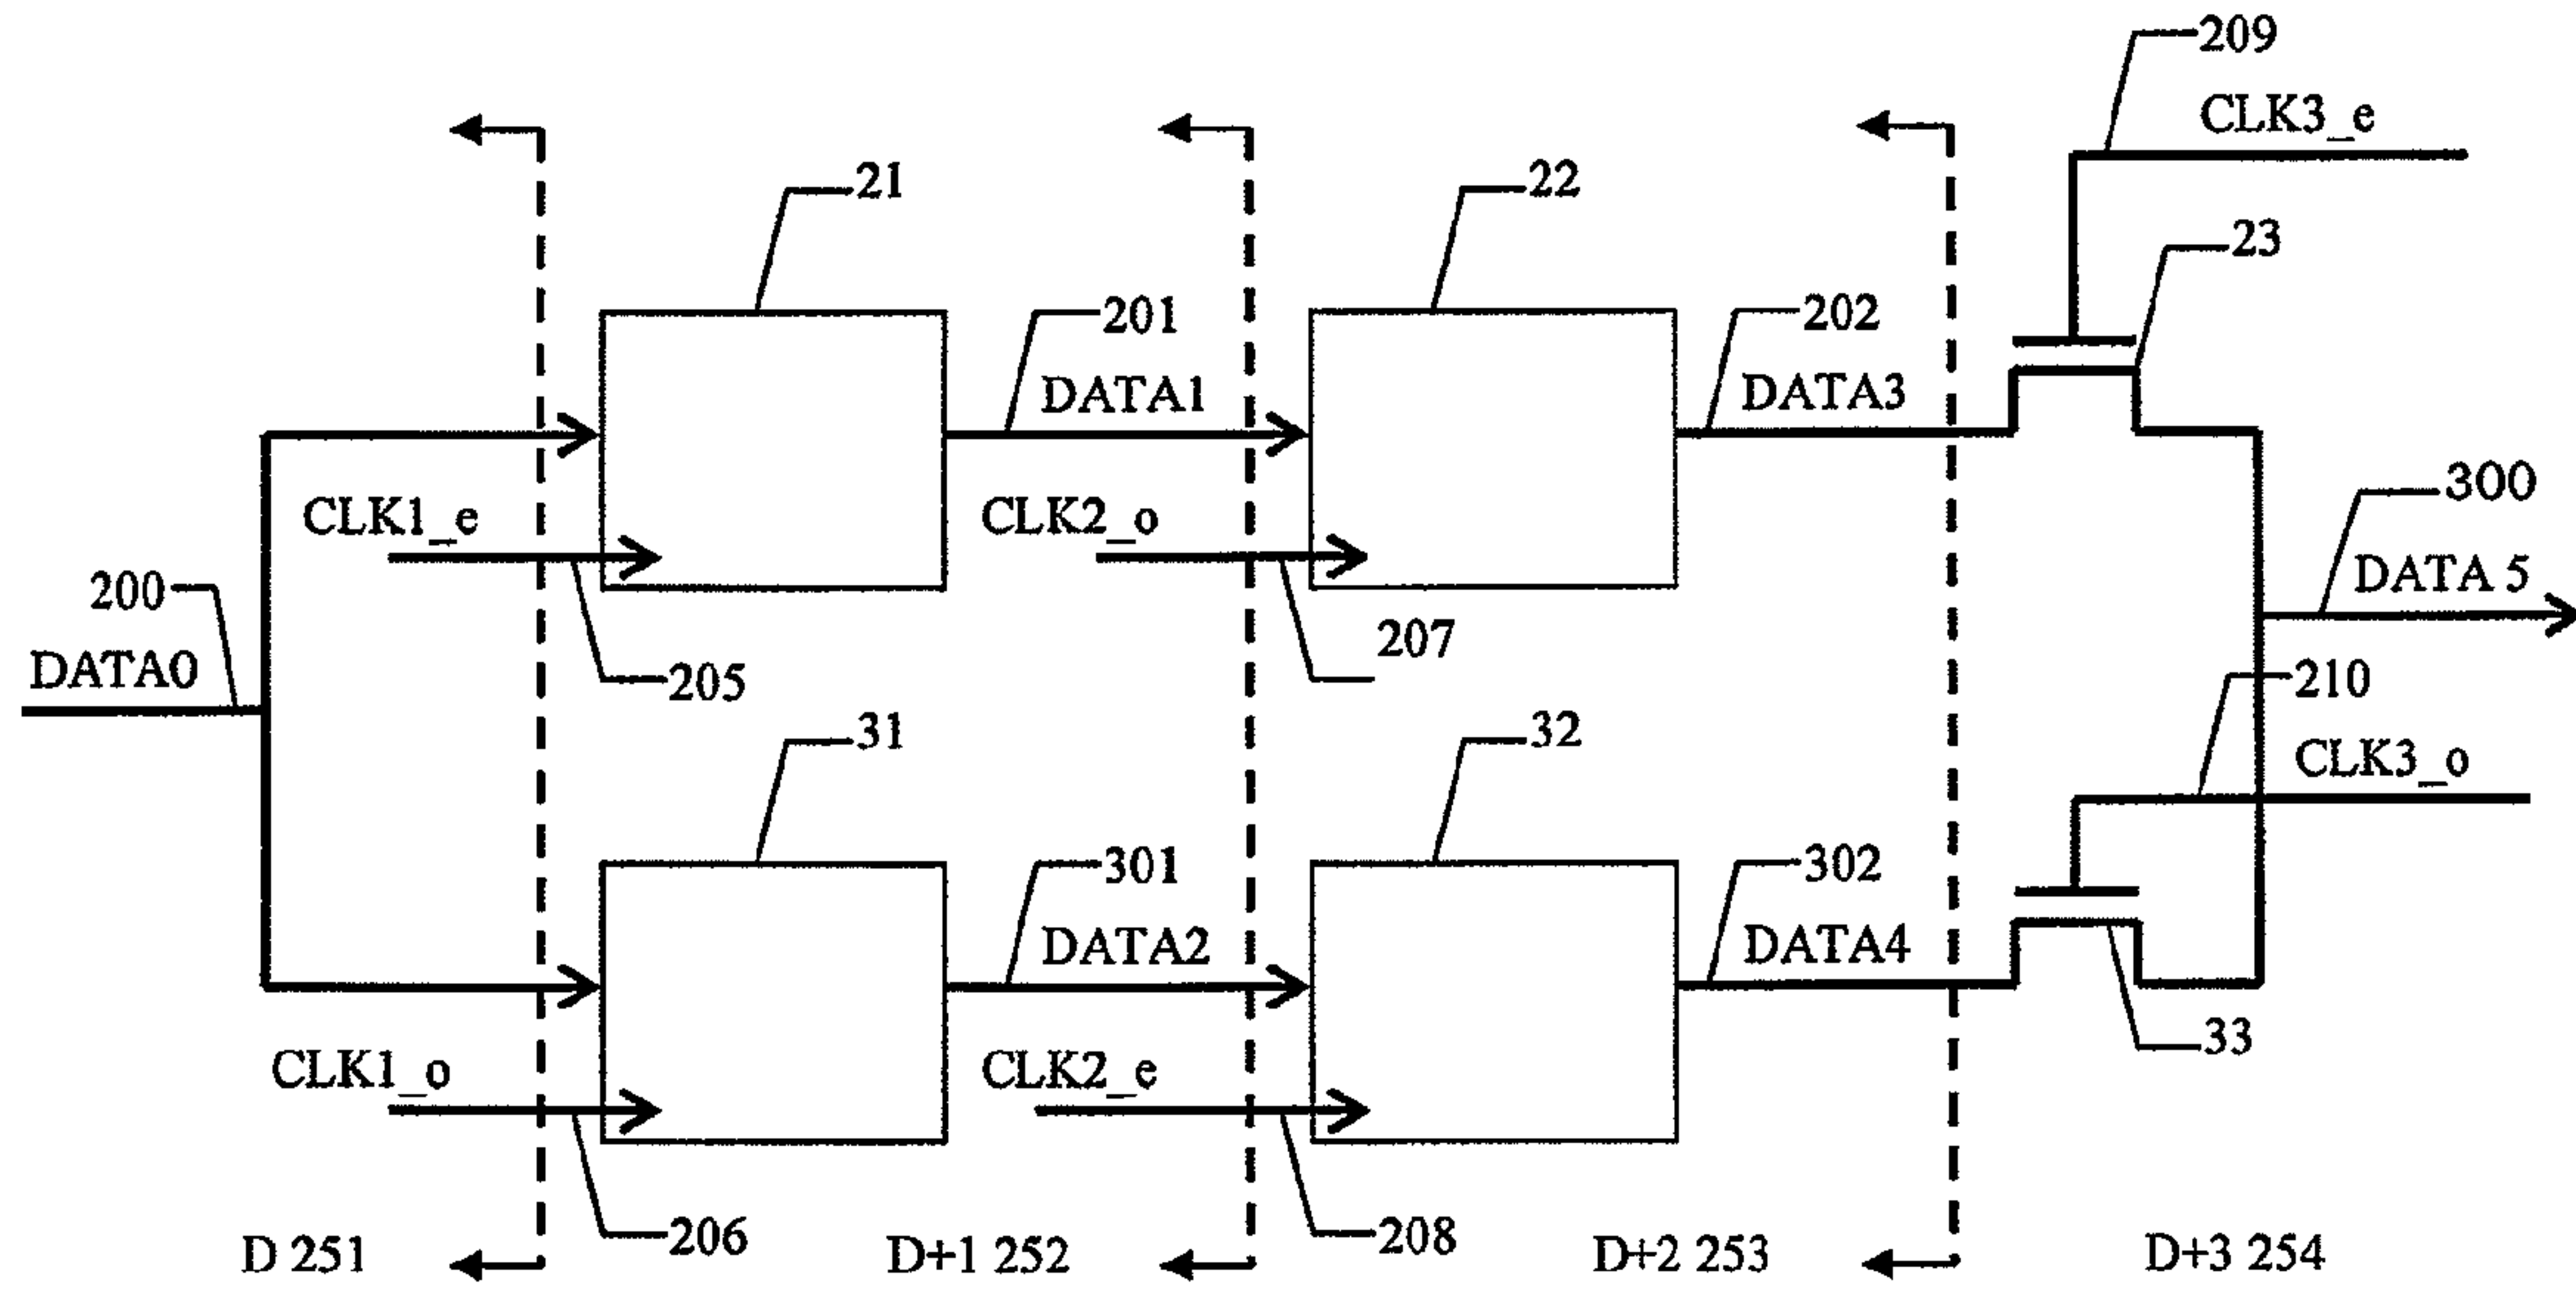 209
CLK3_e
21
22
23
201
DATA1
202
DATA3
CLK1_e
CLK2_o
300
DATA 5
200
DATA0
205
207
210
CLK3_o
31
32
301
DATA2
302
DATA4
33
CLK1_o
CLK2_e
206
208
D 251
D+1 252
D+2 253
D+3 254